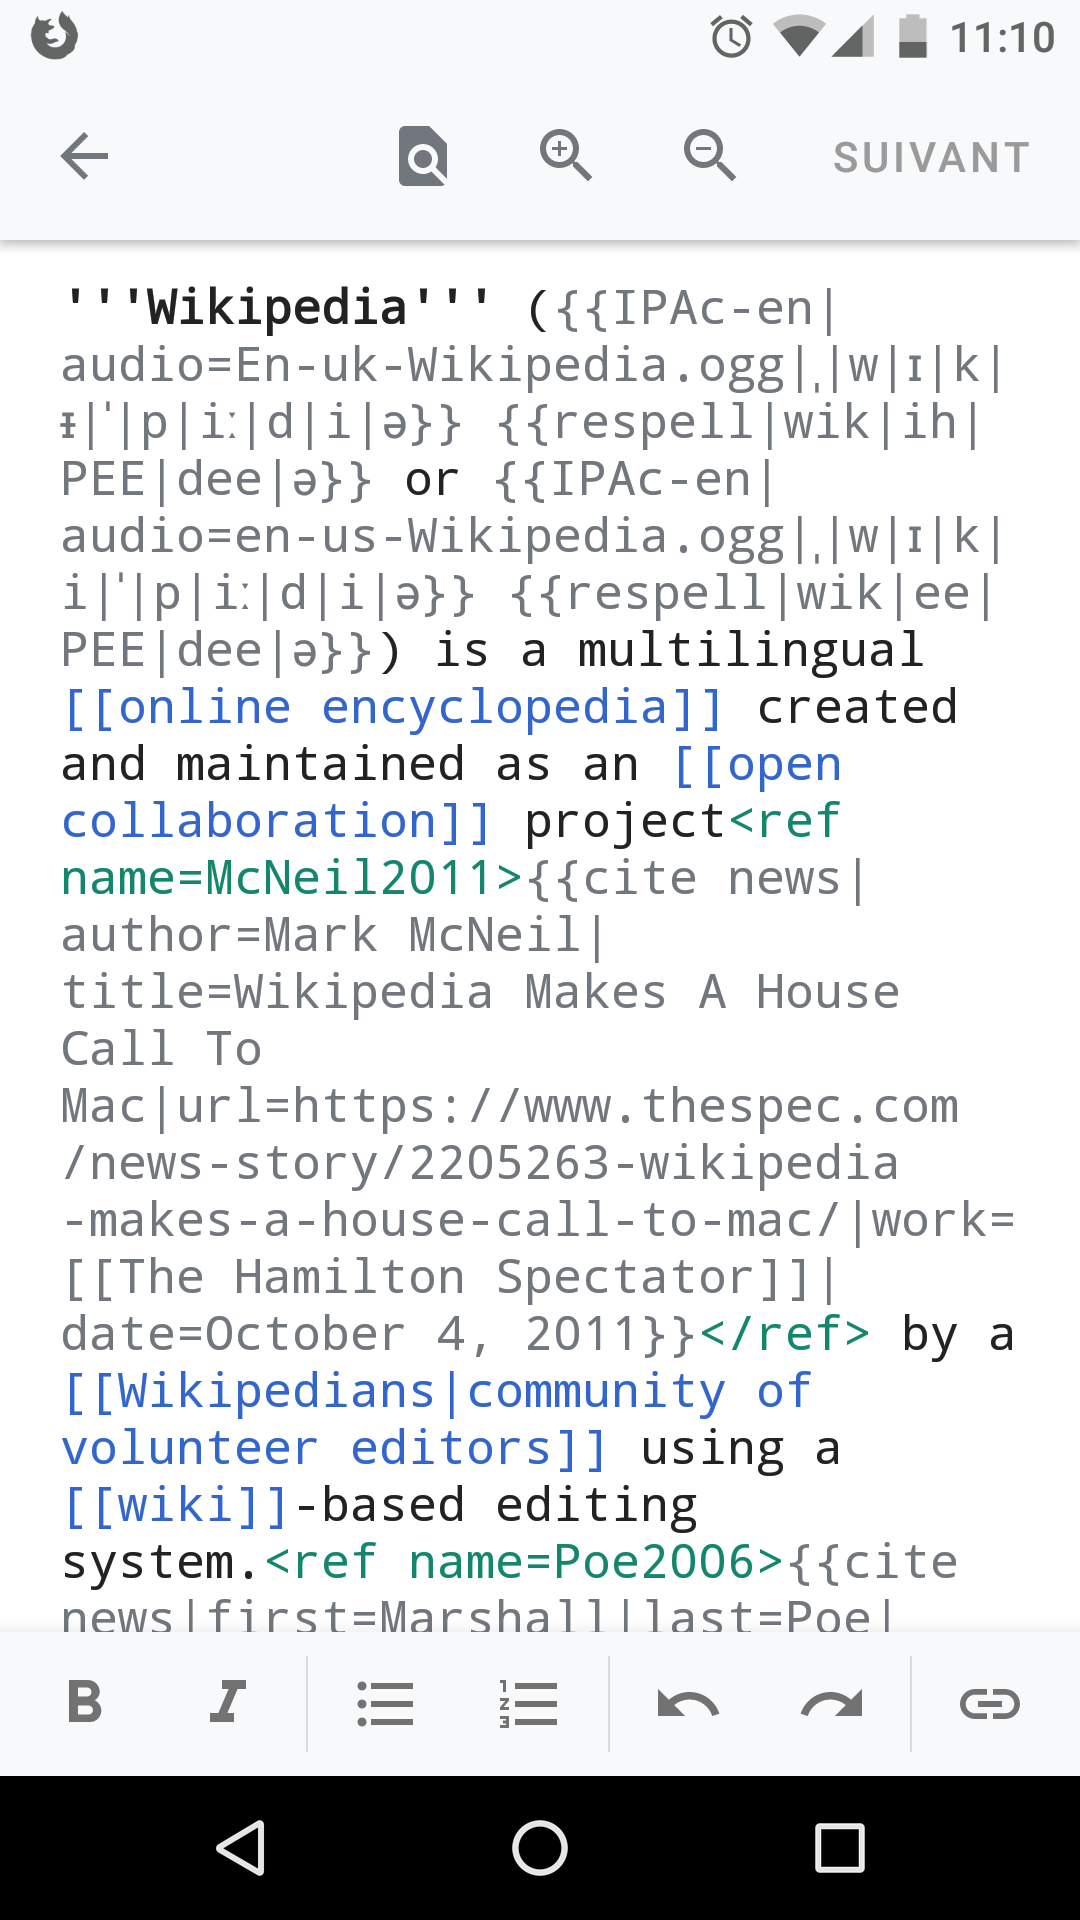 11:10
SUIVANT
'''Wikipedia''' ({{IPAc-en|
audio=En-uk-Wikipedia.ogg|ˌ|w|ɪ|k|
ᵻ|ˈ|p|iː|d|i|ə}} {{respell|wik|ih|
PEE|dee|ə}} or {{IPAc-en|
audio=en-us-Wikipedia.ogg|ˌ|w|ɪ|k|
i|ˈ|p|iː|d|i|ə}} {{respell|wik|ee|
PEE|dee|ə}}) is a multilingual
[[online encyclopedia]] created
and maintained as an [[open
collaboration]] project<ref
name=McNeil2011>{{cite news|
author=Mark McNeil|
title=Wikipedia Makes A House
Call To
Mac|url=https://www.thespec.com
/news-story/2205263-wikipedia
-makes-a-house-call-to-mac/|work=
[[The Hamilton Spectator]]|
date=October 4, 2011}}</ref> by a
[[Wikipedians|community of
volunteer editors]] using a
[[wiki]]-based editing
system.<ref name=Poe2006>{{cite
news|first=Marshall|last=Poe|
B I